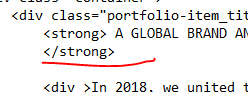 <div class="portfolio-item_tit
<strong> A GLOBAL BRAND AN
</strong>
<div >In 2018, we united t